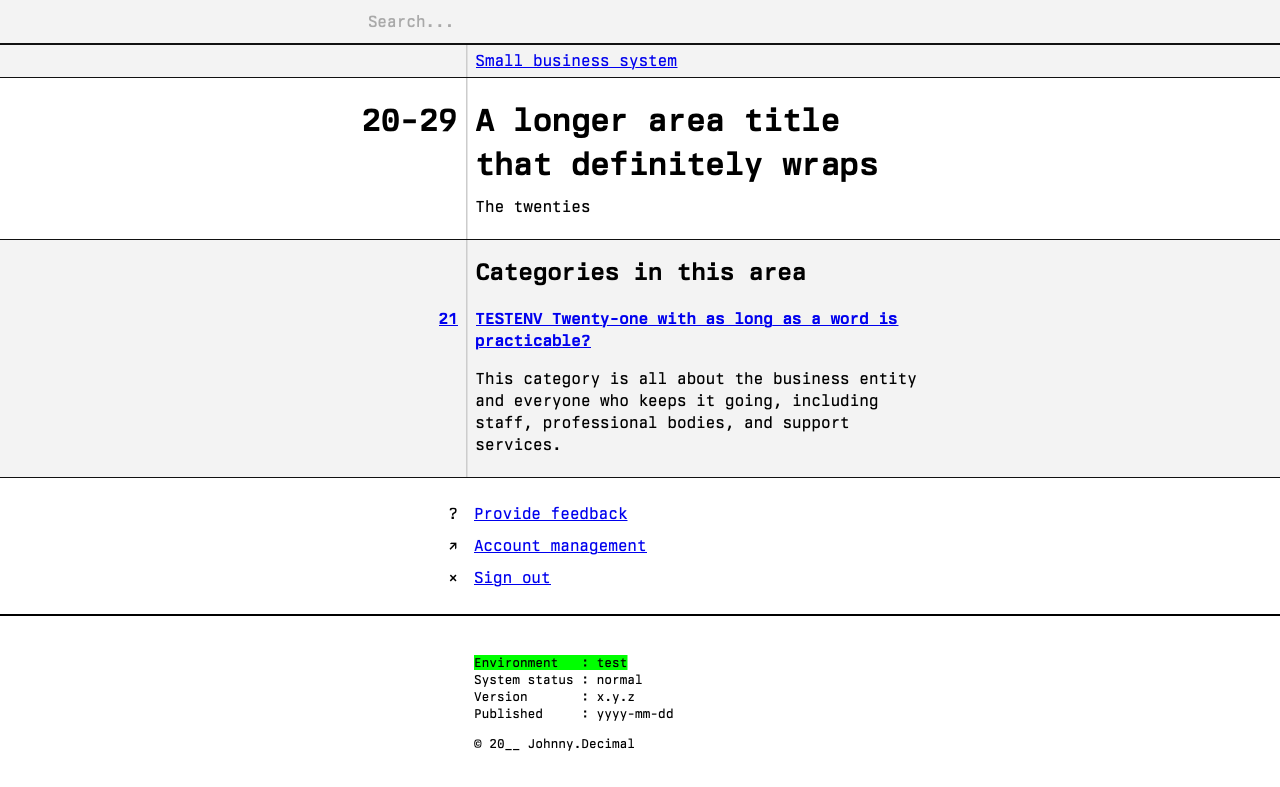 Search...
Small business system
20-29 A longer area title
that definitely wraps
The twenties
Categories in this area
21 TESTENV Twenty-one with as long as a word is
practicable?
This category is all about the business entity
and everyone who keeps it going, including
staff, professional bodies, and support
services.
? Provide feedback
↗ Account management
× Sign out
Environment : test
System status : normal
Version : x.y.z
Published : yyyy-mm-dd
© 20__ Johnny.Decimal